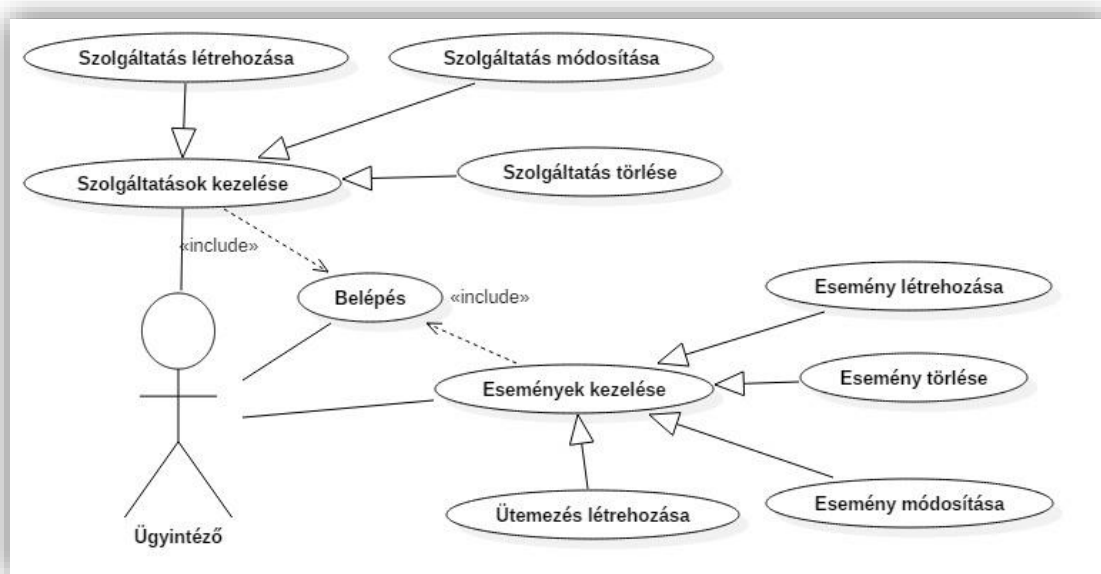 Szolgáltatás létrehozása
Szolgáltatás módosítása
Szolgáltatások kezelése
Szolgáltatás törlése
«include»
Belépés
«include»
Esemény létrehozása
Események kezelése
Esemény törlése
Ütemezés létrehozása
Esemény módosítása
Ügyintéző